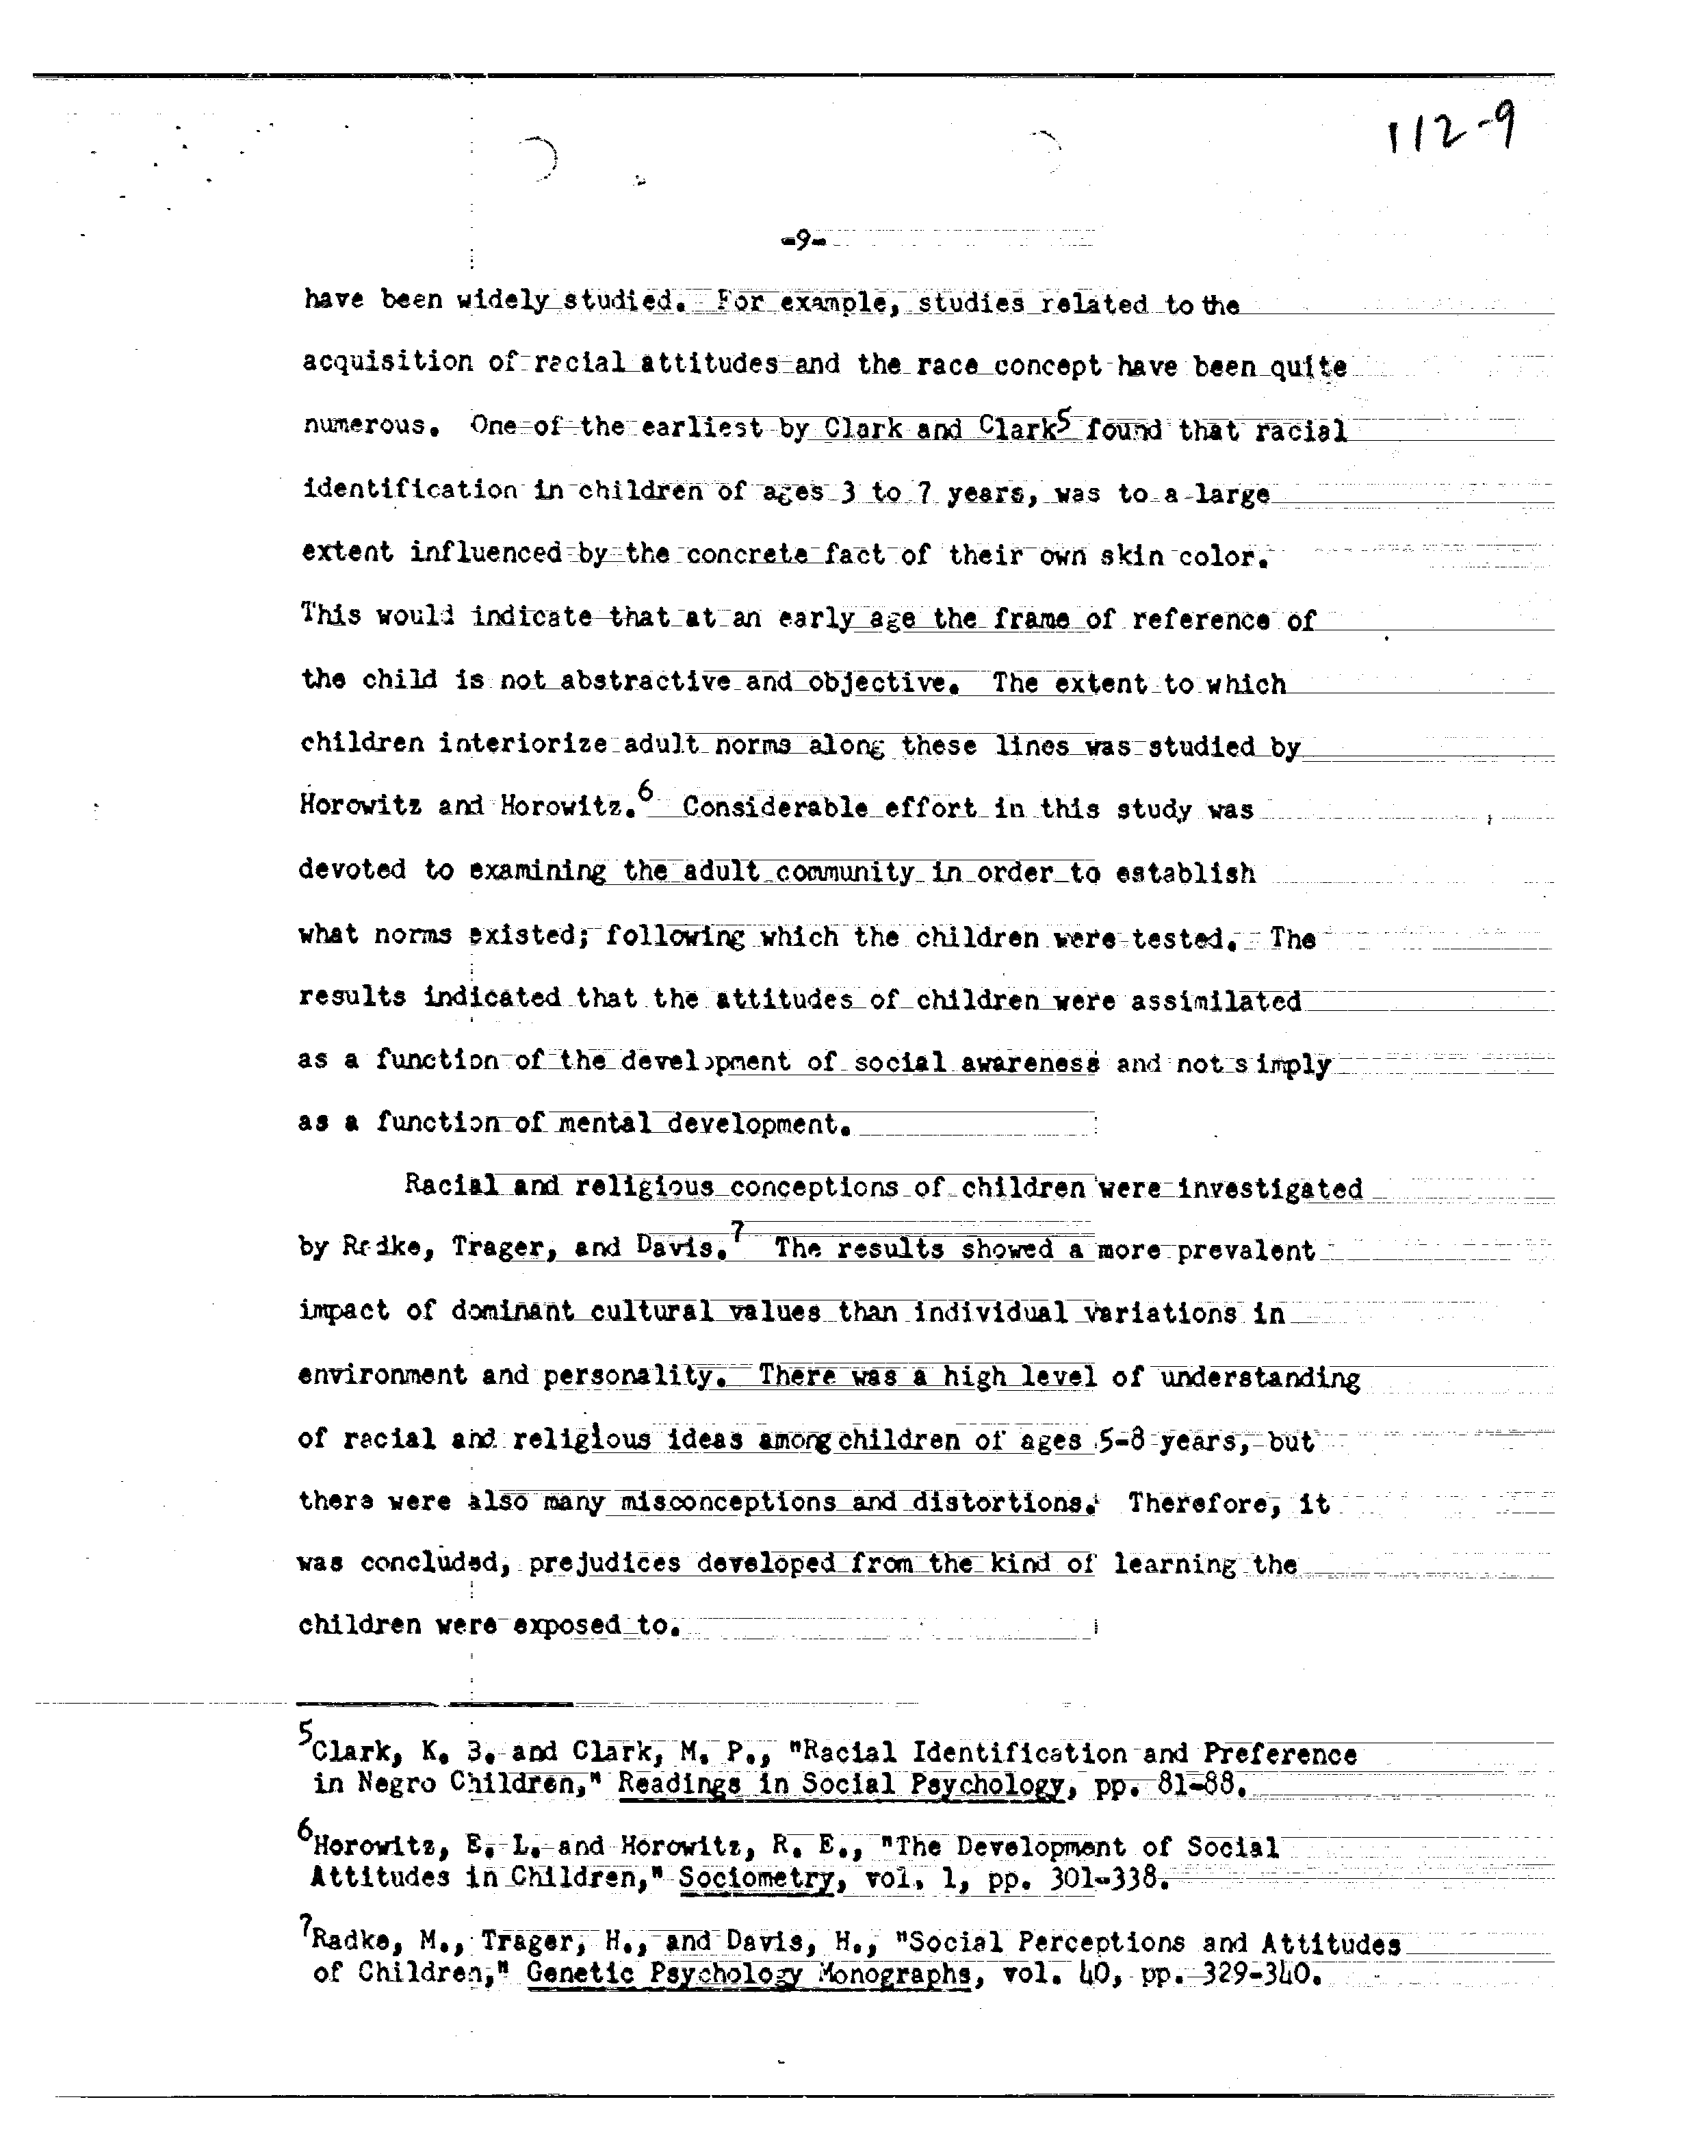 112-9
-9-
have been widely studied. For example, studies related to the
acquisition of racial attitudes and the race concept have been quite
numerous. One of the earliest by Clark and Clark5 found that racial
identification in children of ages 3 to 7 years, was to a large
extent influenced by the concrete fact of their own skin color.
This would indicate that at an early age the frame of reference of
the child is not abstractive and objective. The extent to which
children interiorize adult norms along these lines was studied by
Horowitz and Horowitz.6 Considerable effort in this study was
devoted to examining the adult community in order to establish
what norms existed; following which the children were tested. The
results indicated that the attitudes of children were assimilated
as a function of the development of social awareness and not simply
as a function of mental development.
Racial and religious conceptions of children were investigated
by Radke, Trager, and Davis.7 The results showed a more prevalent
impact of dominant cultural values than individual variations in
environment and personality. There was a high level of understanding
of racial and religious ideas among children of ages 5-8 years, but
there were also many misconceptions and distortions. Therefore, it
was concluded, prejudices developed from the kind of learning the
children were exposed to.
5Clark, K. B. and Clark, M. P., "Racial Identification and Preference
in Negro Children," Readings in Social Psychology, pp. 81-88.
6Horowitz, E. L. and Horowitz, R. E., "The Development of Social
Attitudes in Children," Sociometry, vol. 1, pp. 301-338.
7Radke, M., Trager, H., and Davis, H., "Social Perceptions and Attitudes
of Children," Genetic Psychology Monographs, vol. 40, pp. 329-340.